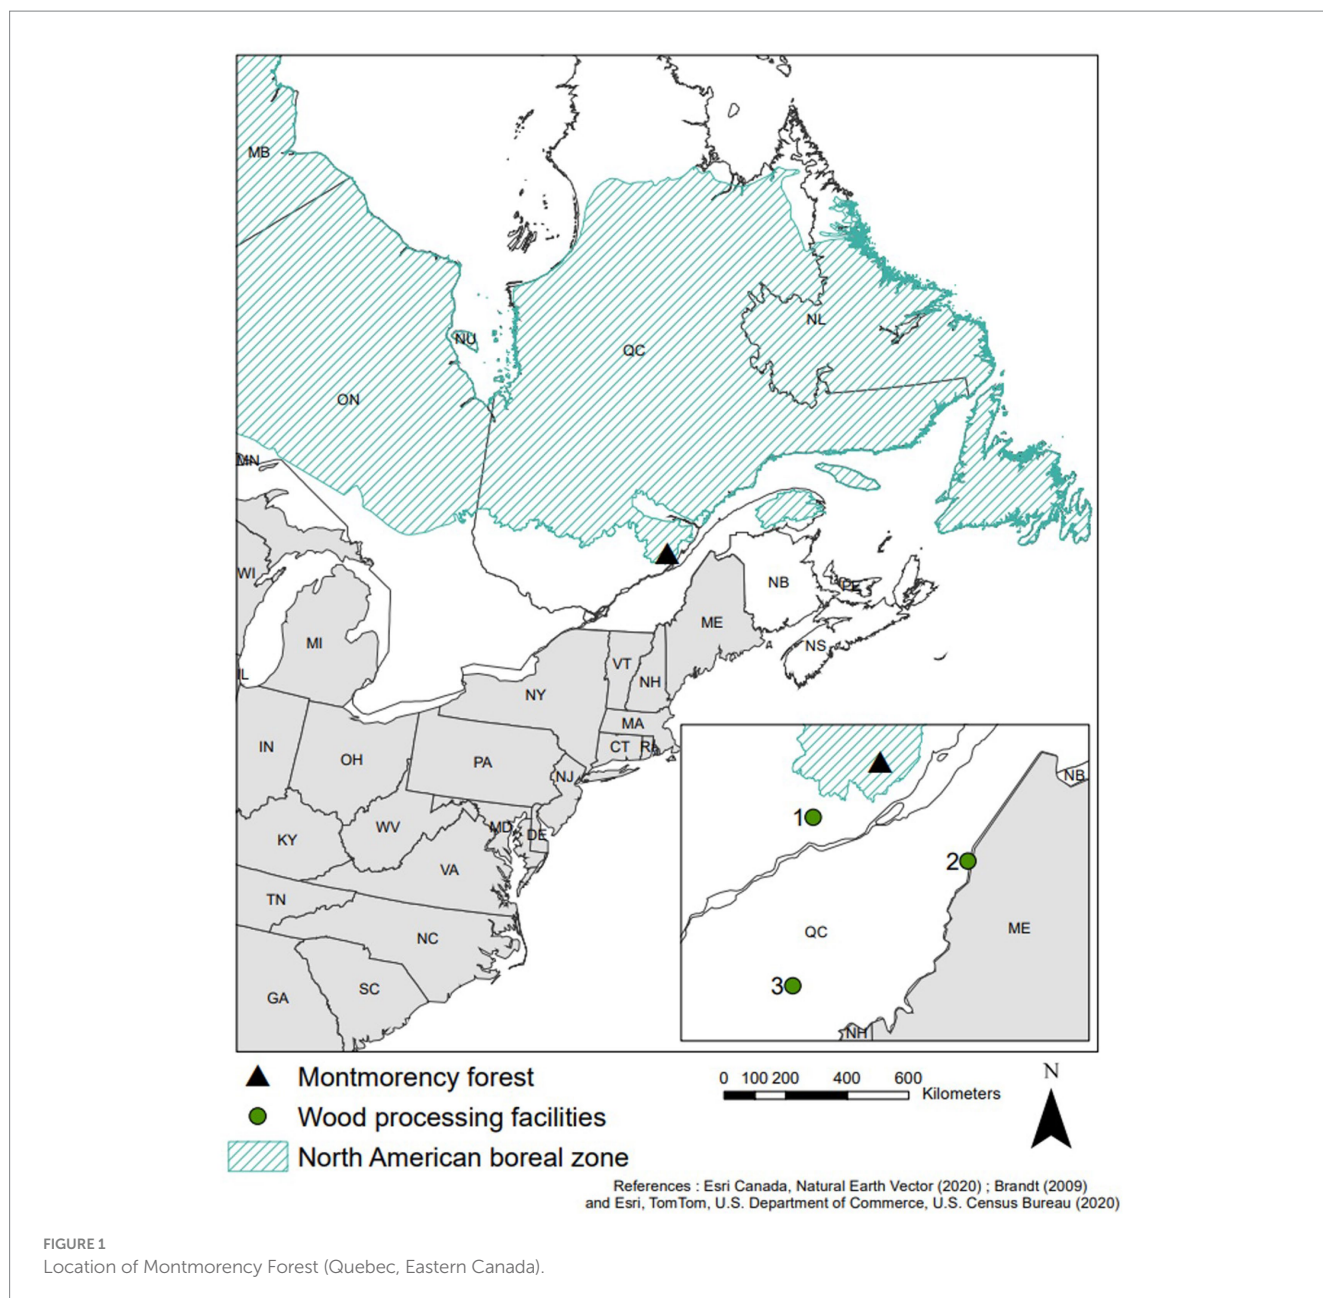 MB
NU
NL
QC
ON
MN
WI
NB
PE
ME
MI
NS
IL
VT
NH
NY
MA
IN
OH
PA
CT
RI
NJ
NB
KY
WV
MD
DE
1
VA
2
TN
QC
ME
NC
3
SC
GA
NH
Montmorency forest
0 100 200 400 600
Kilometers
N
Wood processing facilities
North American boreal zone
References : Esri Canada, Natural Earth Vector (2020) ; Brandt (2009)
and Esri, TomTom, U.S. Department of Commerce, U.S. Census Bureau (2020)
FIGURE 1
Location of Montmorency Forest (Quebec, Eastern Canada).